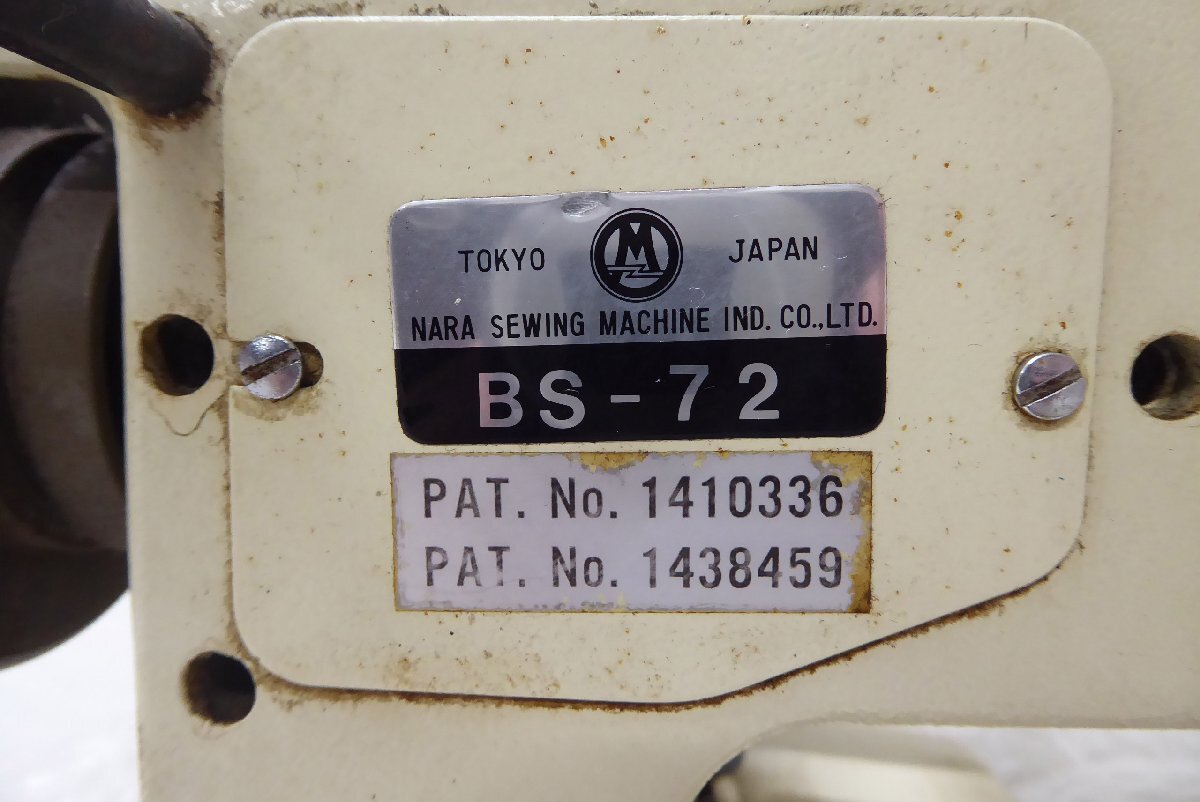 TOKYO M JAPAN
NARA SEWING MACHINE IND. CO.,LTD.
BS-72
PAT. No. 1410336
PAT. No. 1438459